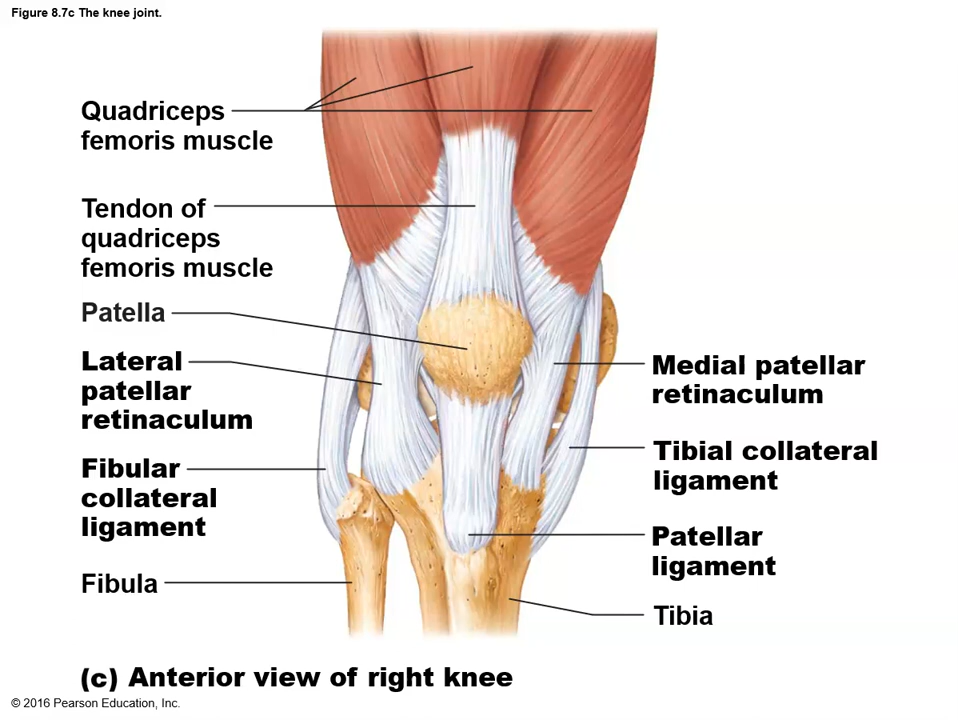 Figure 8.7c The knee joint.
Quadriceps
femoris muscle
Tendon of
quadriceps
femoris muscle
Patella
Lateral
patellar
retinaculum
Fibular
collateral
ligament
Fibula
Medial patellar
retinaculum
Tibial collateral
ligament
Patellar
ligament
Tibia
(c) Anterior view of right knee
© 2016 Pearson Education, Inc.